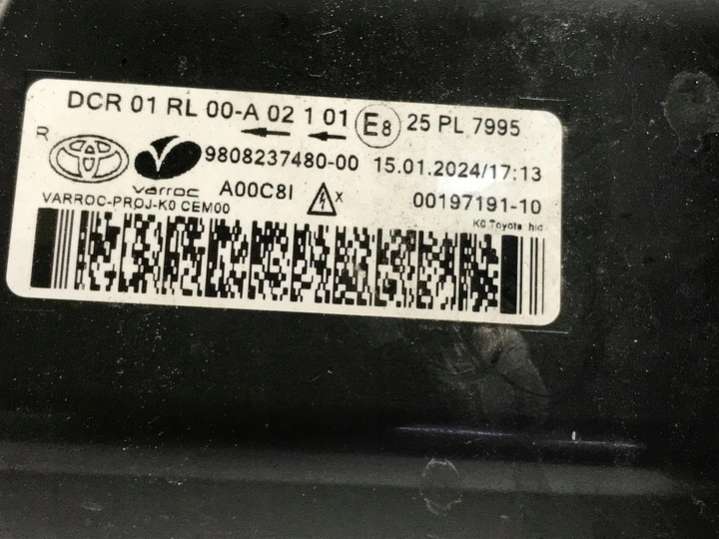 DCR 01 RL 00-A 02 1 01 E8 25 PL 7995
R
9808237480-00 15.01.2024/17:13
varroc A00C8I X 00197191-10
VARROC-PROJ-K0 CEM00
K0 Toyota hid